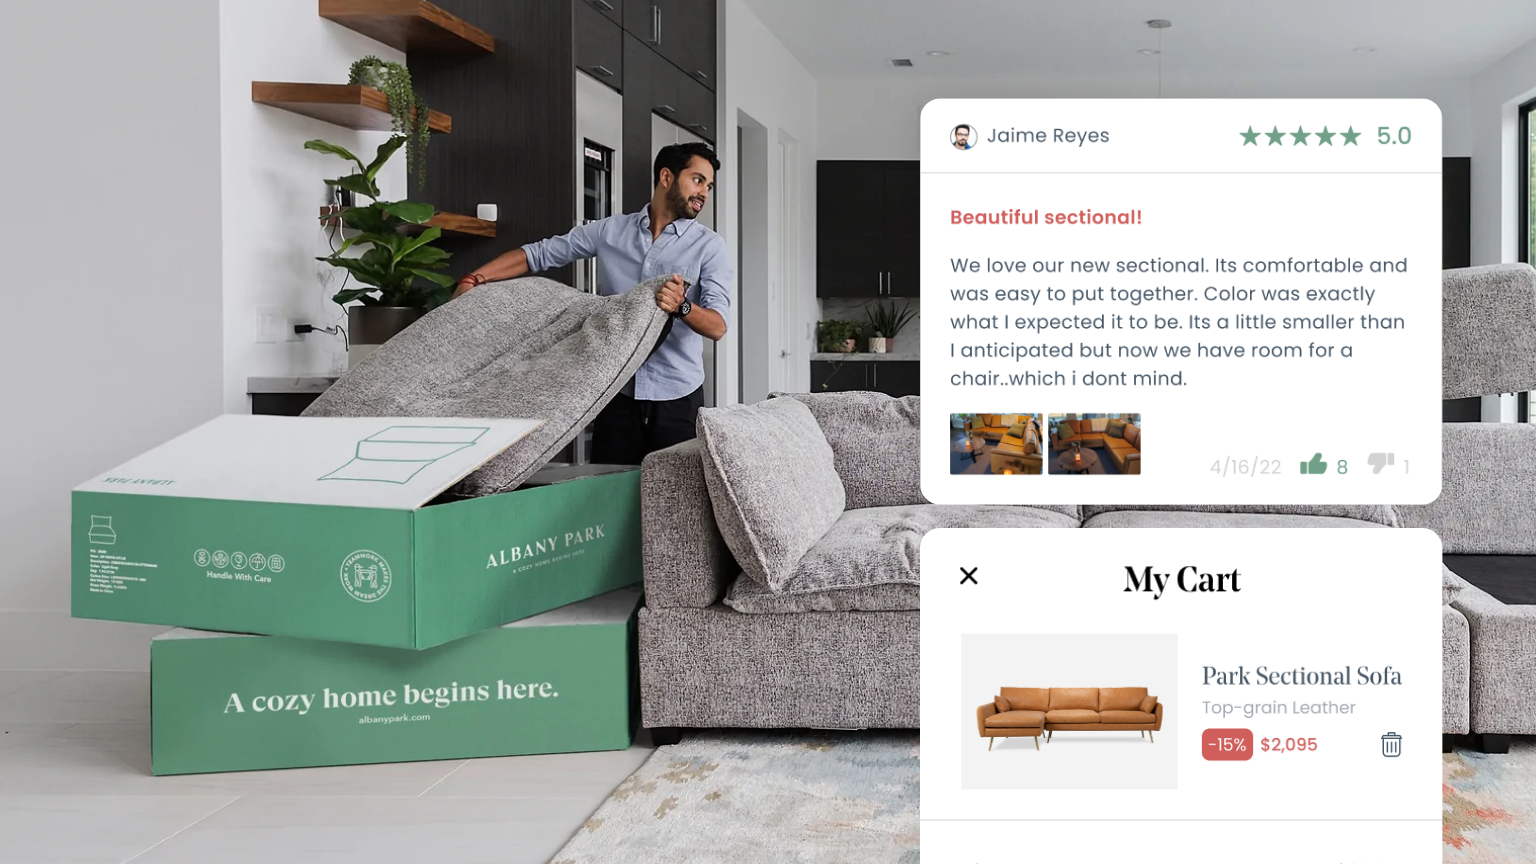 Jaime Reyes
5.0
Beautiful sectional!
We love our new sectional. Its comfortable and
was easy to put together. Color was exactly
what I expected it to be. Its a little smaller than
I anticipated but now we have room for a
chair..which i dont mind.
4/16/22
8
1
My Cart
Park Sectional Sofa
Top-grain Leather
-15% $2,095
ALBANY PARK
Handle With Care
TEAMWORK MAKES THE DREAM WORK
ALBANY PARK
A COZY HOME BEGINS HERE
A cozy home begins here.
albanypark.com